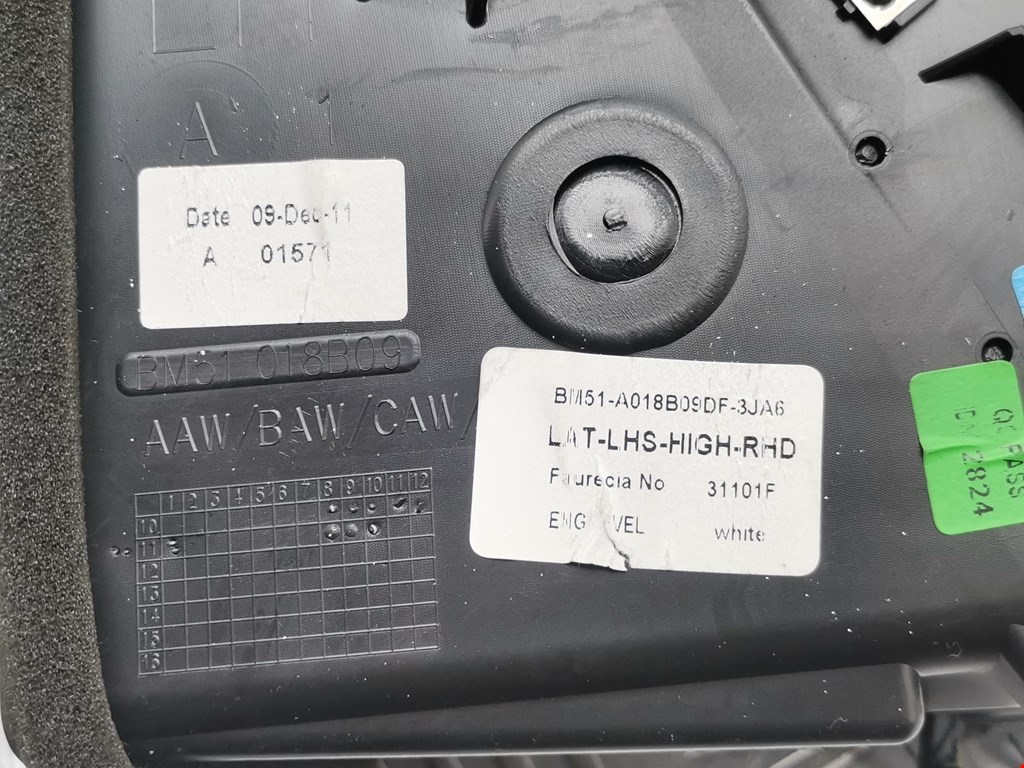 A 1
Date 09-Dec-11
A 01571
BM51 018B09
AAW/BAW/CAW/
BM51-A018B09DF-3JA6
LAT-LHS-HIGH-RHD
Faurecia No 31101F
white
PASS
2824
1 2 3 4 5 6 7 8 9 10 11 12
10
11
12
13
14
15
16